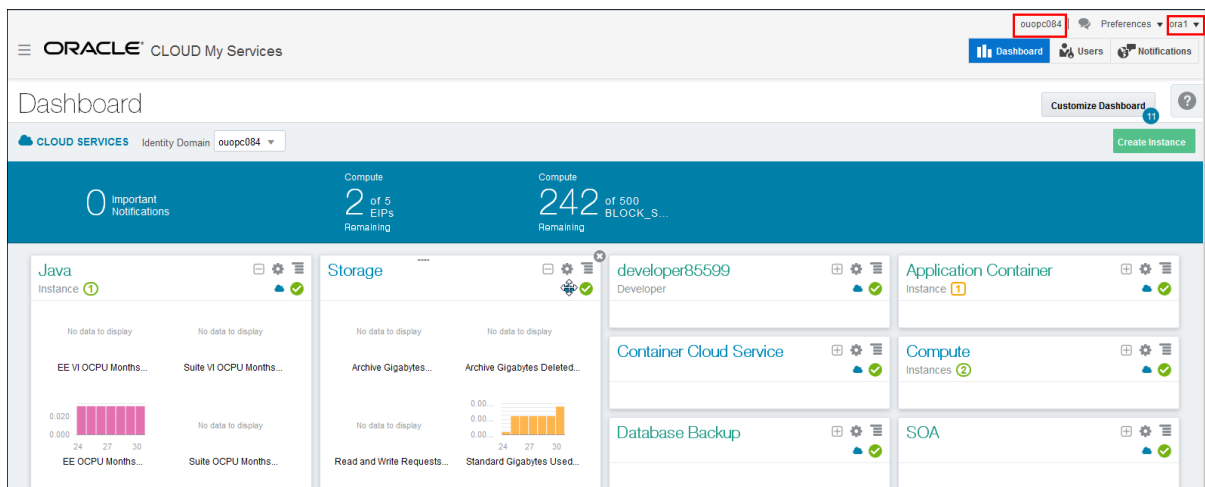 ouopc084 Preferences ora1
ORACLE® CLOUD My Services
Dashboard Users Notifications
Dashboard
Customize Dashboard
11
?
CLOUD SERVICES Identity Domain ouopc084
Create Instance
0 Important Notifications
Compute
2 of 5 EIPs
Remaining
Compute
242 of 500 BLOCK_S...
Remaining
Java
Instance 1
No data to display No data to display
EE VI OCPU Months... Suite VI OCPU Months...
0.020
0.000
24 27 30
No data to display
EE OCPU Months... Suite OCPU Months...
Storage
No data to display No data to display
Archive Gigabytes... Archive Gigabytes Deleted...
No data to display
0.00...
0.00...
0.00...
24 27 30
Read and Write Requests... Standard Gigabytes Used...
developer85599
Developer
Application Container
Instance 1
Container Cloud Service
Compute
Instances 2
Database Backup
SOA